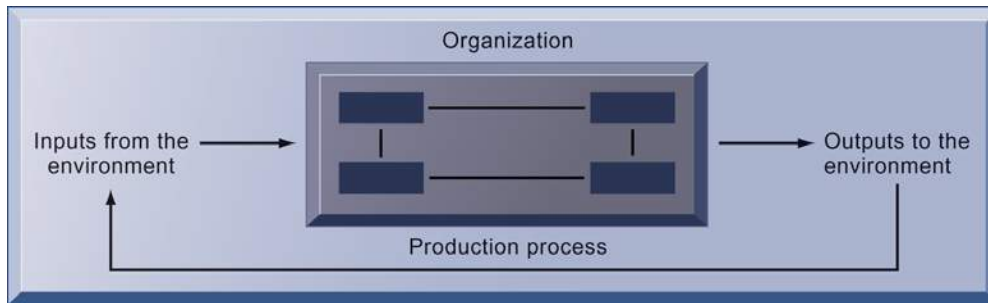 Organization
Inputs from the
environment
Outputs to the
environment
Production process